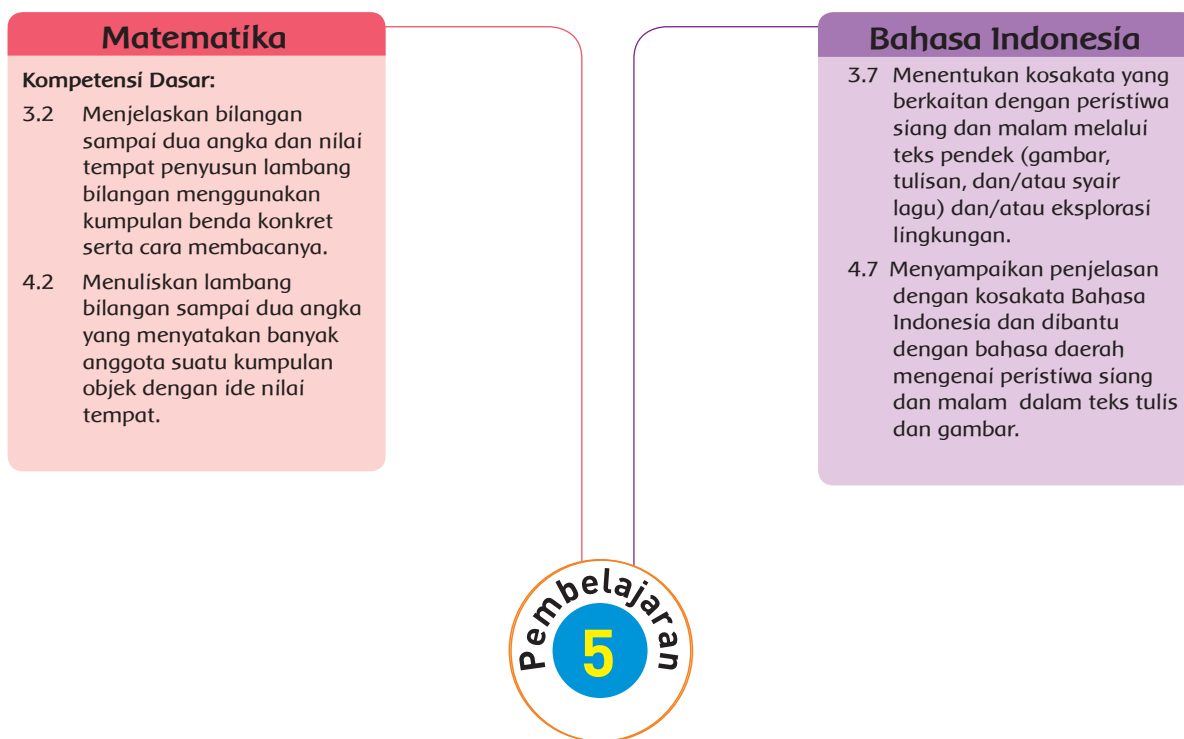 Matematika
Kompetensi Dasar:
3.2 Menjelaskan bilangan
sampai dua angka dan nilai
tempat penyusun lambang
bilangan menggunakan
kumpulan benda konkret
serta cara membacanya.
4.2 Menuliskan lambang
bilangan sampai dua angka
yang menyatakan banyak
anggota suatu kumpulan
objek dengan ide nilai
tempat.
Bahasa Indonesia
3.7 Menentukan kosakata yang
berkaitan dengan peristiwa
siang dan malam melalui
teks pendek (gambar,
tulisan, dan/atau syair
lagu) dan/atau eksplorasi
lingkungan.
4.7 Menyampaikan penjelasan
dengan kosakata Bahasa
Indonesia dan dibantu
dengan bahasa daerah
mengenai peristiwa siang
dan malam dalam teks tulis
dan gambar.
Pembelajaran
5